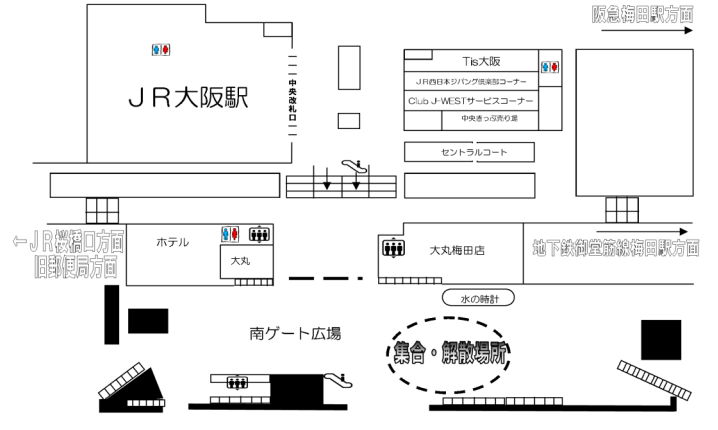 阪急梅田駅方面
ＪＲ大阪駅
中央改札口
Tis大阪
ＪＲ西日本ジパング倶楽部コーナー
Club J-WESTサービスコーナー
中央きっぷ売り場
セントラルコート
←ＪＲ桜橋口方面
旧郵便局方面
ホテル
大丸
大丸梅田店
地下鉄御堂筋線梅田駅方面
水の時計
南ゲート広場
集合・解散場所